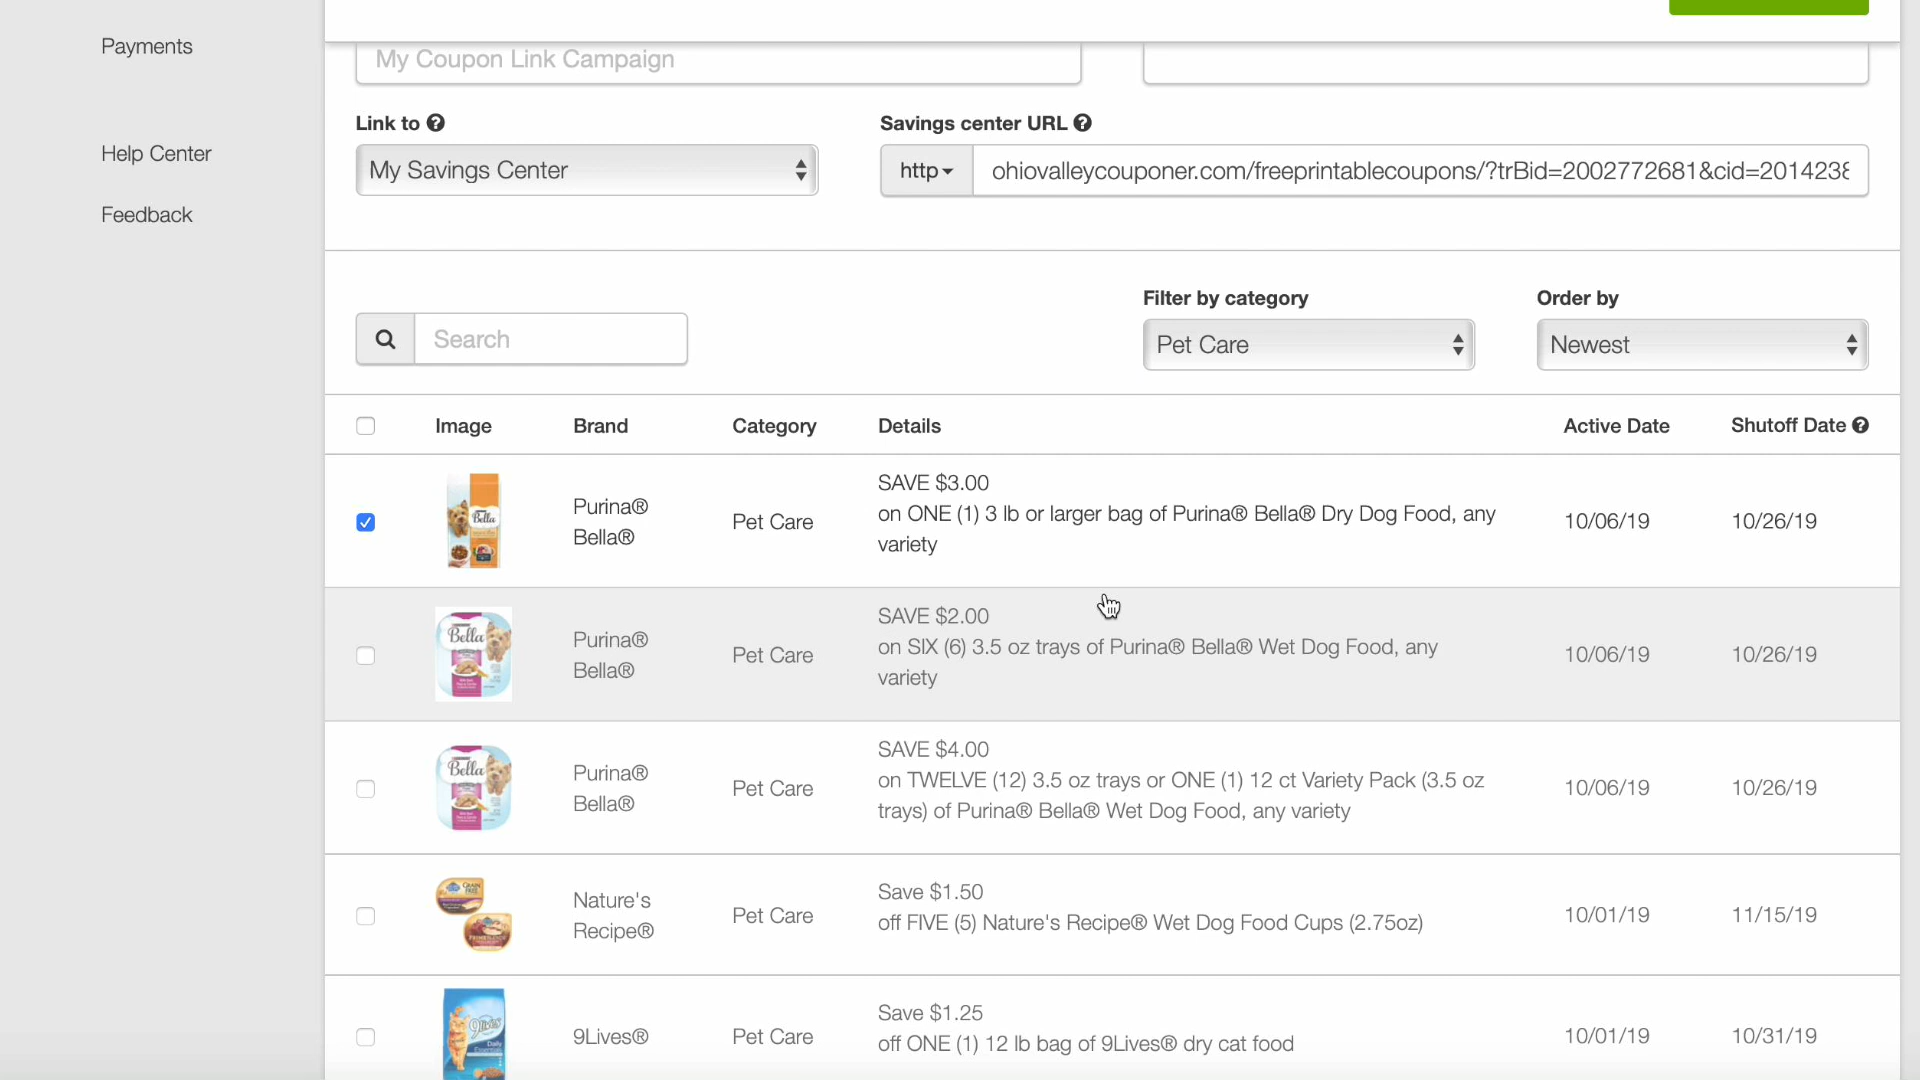 Payments
Help Center
Feedback
My Coupon Link Campaign
Link to
Savings center URL
My Savings Center
http
ohiovalleycouponer.com/freeprintablecoupons/?trBid=2002772681&cid=201423
Search
Filter by category
Pet Care
Order by
Newest
Image Brand Category Details Active Date Shutoff Date
Purina®
Bella®
Pet Care
SAVE $3.00
on ONE (1) 3 lb or larger bag of Purina® Bella® Dry Dog Food, any
variety
10/06/19 10/26/19
Bella
Purina®
Bella®
Pet Care
SAVE $2.00
on SIX (6) 3.5 oz trays of Purina® Bella® Wet Dog Food, any
variety
10/06/19 10/26/19
Bella
Purina®
Bella®
Pet Care
SAVE $4.00
on TWELVE (12) 3.5 oz trays or ONE (1) 12 ct Variety Pack (3.5 oz
trays) of Purina® Bella® Wet Dog Food, any variety
10/06/19 10/26/19
Bella
Nature's
Recipe®
Pet Care
Save $1.50
off FIVE (5) Nature's Recipe® Wet Dog Food Cups (2.75oz)
10/01/19 11/15/19
9Lives®
Pet Care
Save $1.25
off ONE (1) 12 lb bag of 9Lives® dry cat food
10/01/19 10/31/19
9Lives